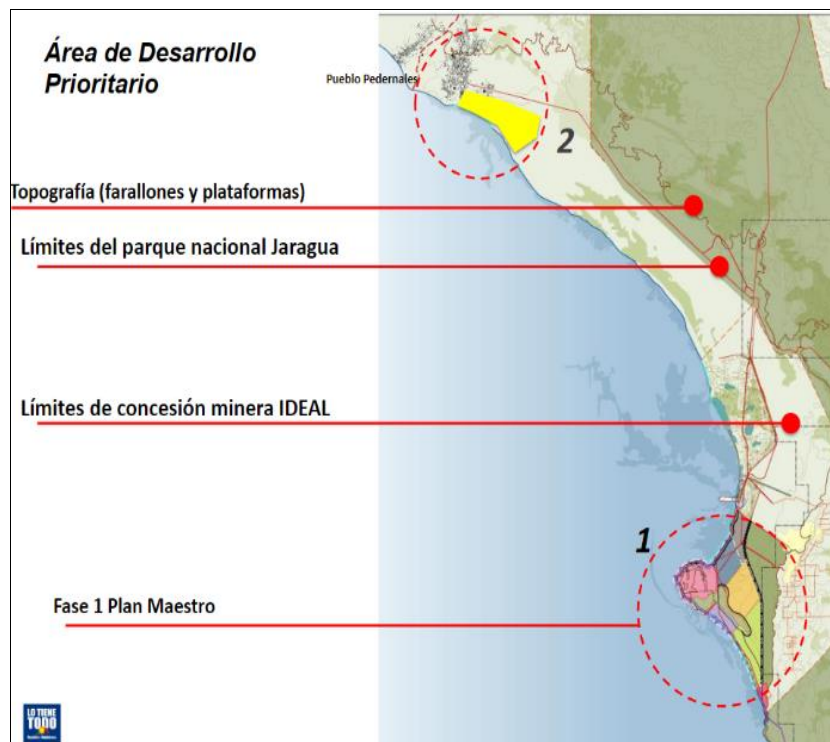 Área de Desarrollo
Prioritario
Pueblo Pedernales
2
Topografía (farallones y plataformas)
Límites del parque nacional Jaragua
Límites de concesión minera IDEAL
1
Fase 1 Plan Maestro
LO TIENE
TODO